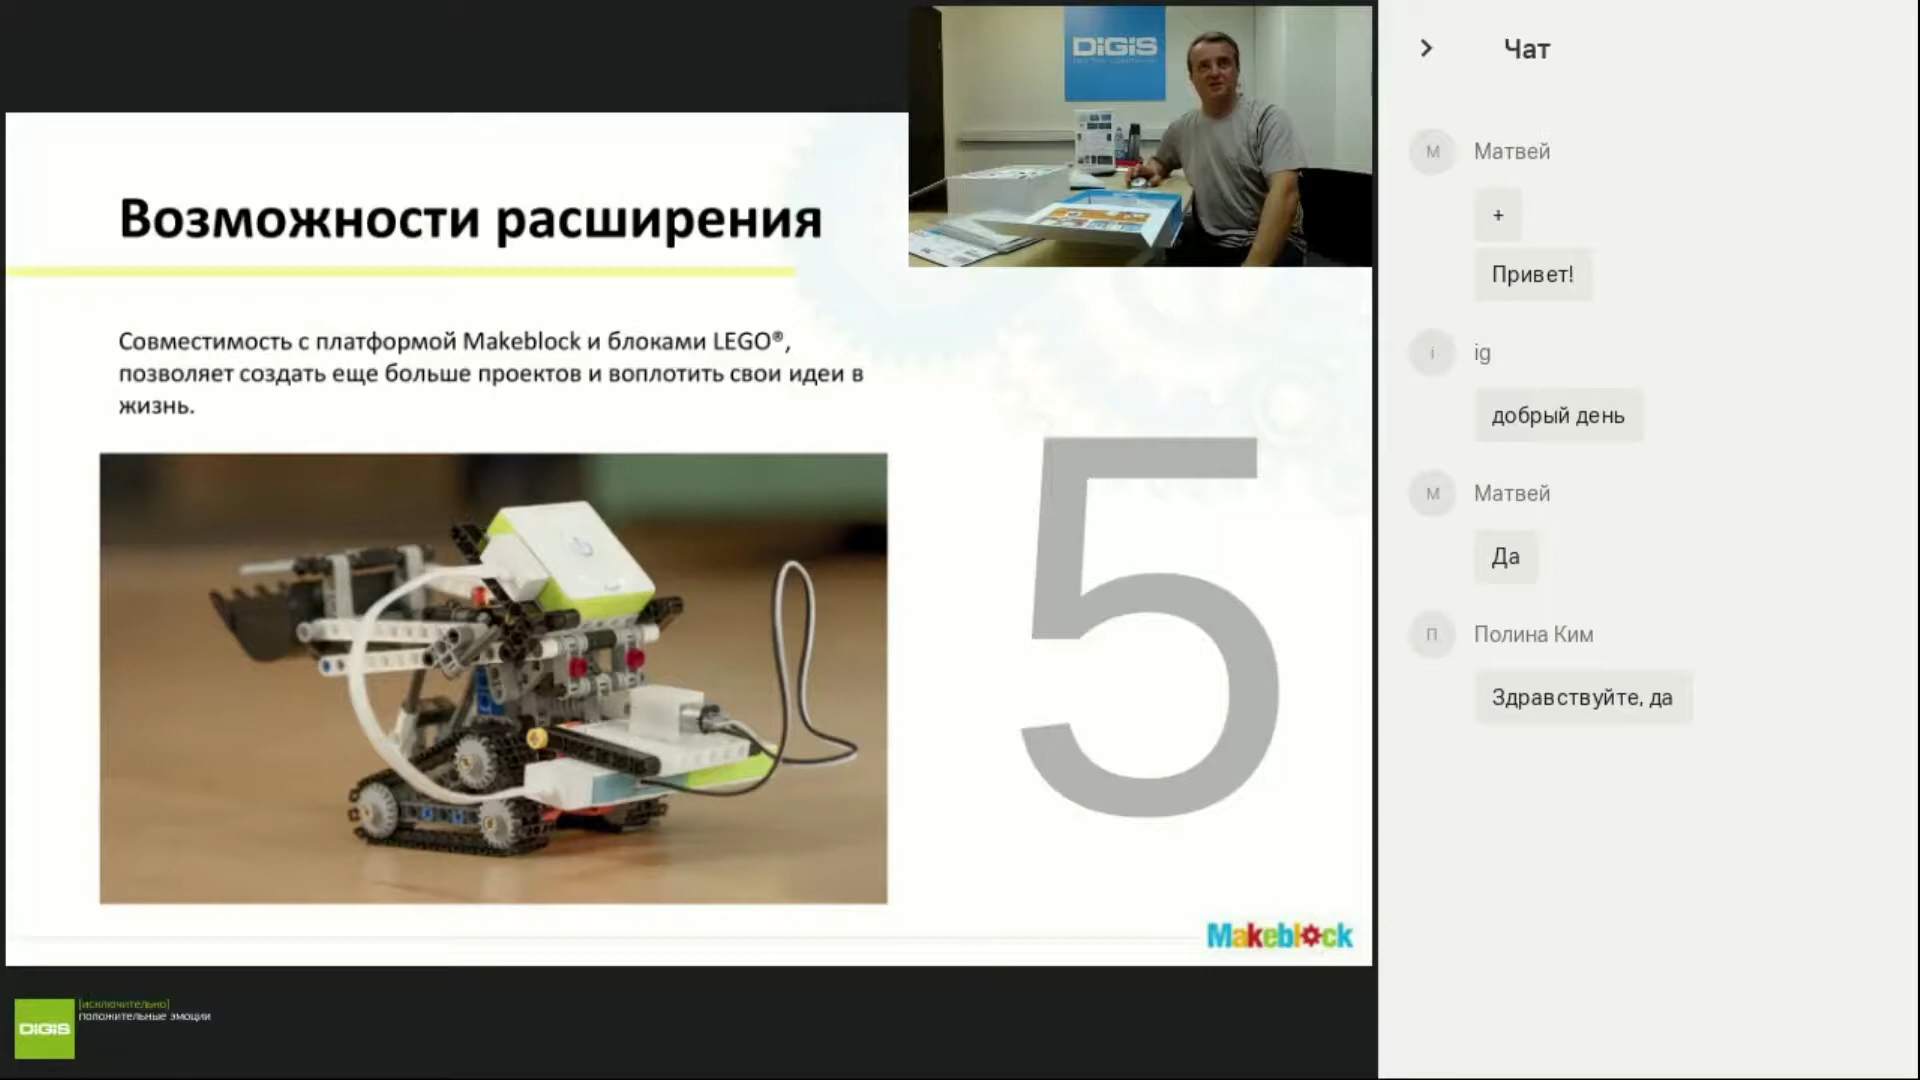 DiGiS
Возможности расширения
Совместимость с платформой Makeblock и блоками LEGO®,
позволяет создать еще больше проектов и воплотить свои идеи в
жизнь.
5
Makeblock
DiGiS
[исключительно]
положительные эмоции
Чат
М
Матвей
+
Привет!
i
ig
добрый день
М
Матвей
Да
П
Полина Ким
Здравствуйте, да